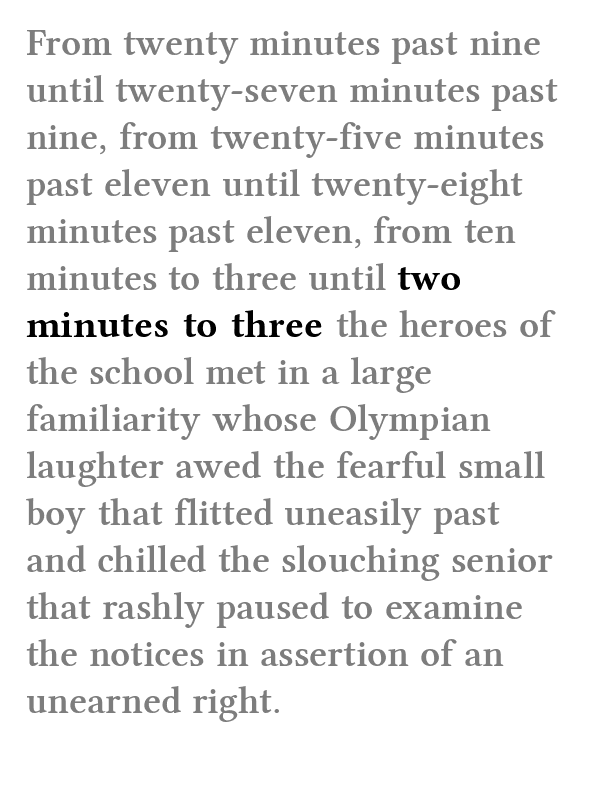 From twenty minutes past nine
until twenty-seven minutes past
nine, from twenty-five minutes
past eleven until twenty-eight
minutes past eleven, from ten
minutes to three until two
minutes to three the heroes of
the school met in a large
familiarity whose Olympian
laughter awed the fearful small
boy that flitted uneasily past
and chilled the slouching senior
that rashly paused to examine
the notices in assertion of an
unearned right.